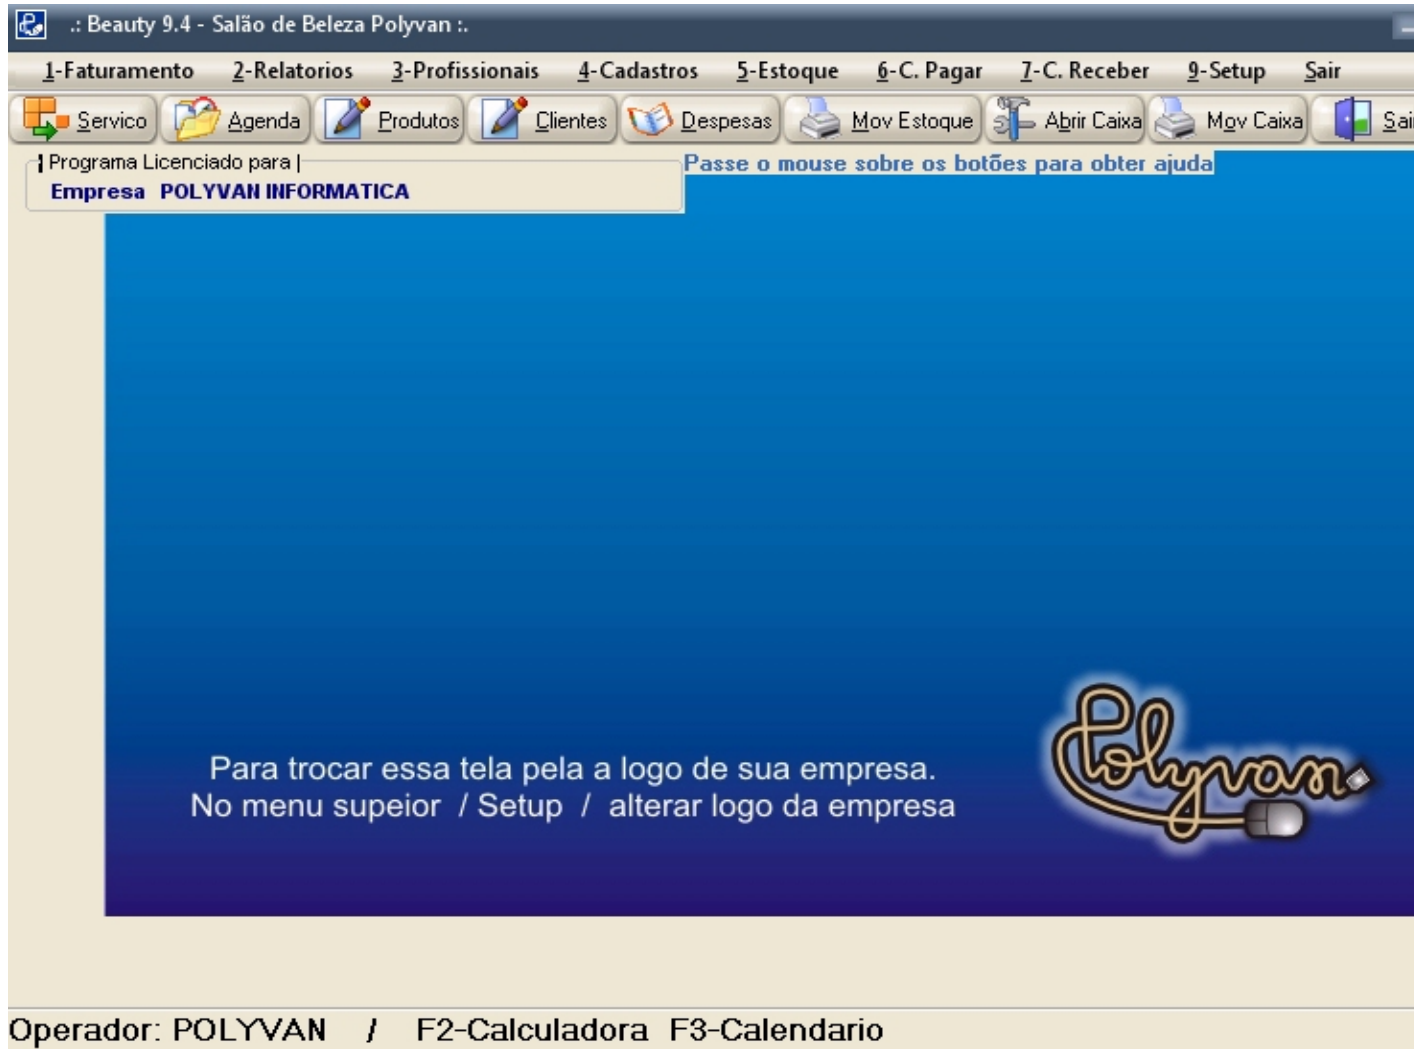 .: Beauty 9.4 - Salão de Beleza Polyvan :.
1-Faturamento 2-Relatorios 3-Profissionais 4-Cadastros 5-Estoque 6-C. Pagar 7-C. Receber 9-Setup Sair
Servico Agenda Produtos Clientes Despesas Mov Estoque Abrir Caixa Mov Caixa Sair
Programa Licenciado para
Passe o mouse sobre os botões para obter ajuda
Empresa POLYVAN INFORMATICA
Para trocar essa tela pela a logo de sua empresa.
No menu supeior / Setup / alterar logo da empresa
Polyvan
Operador: POLYVAN / F2-Calculadora F3-Calendario